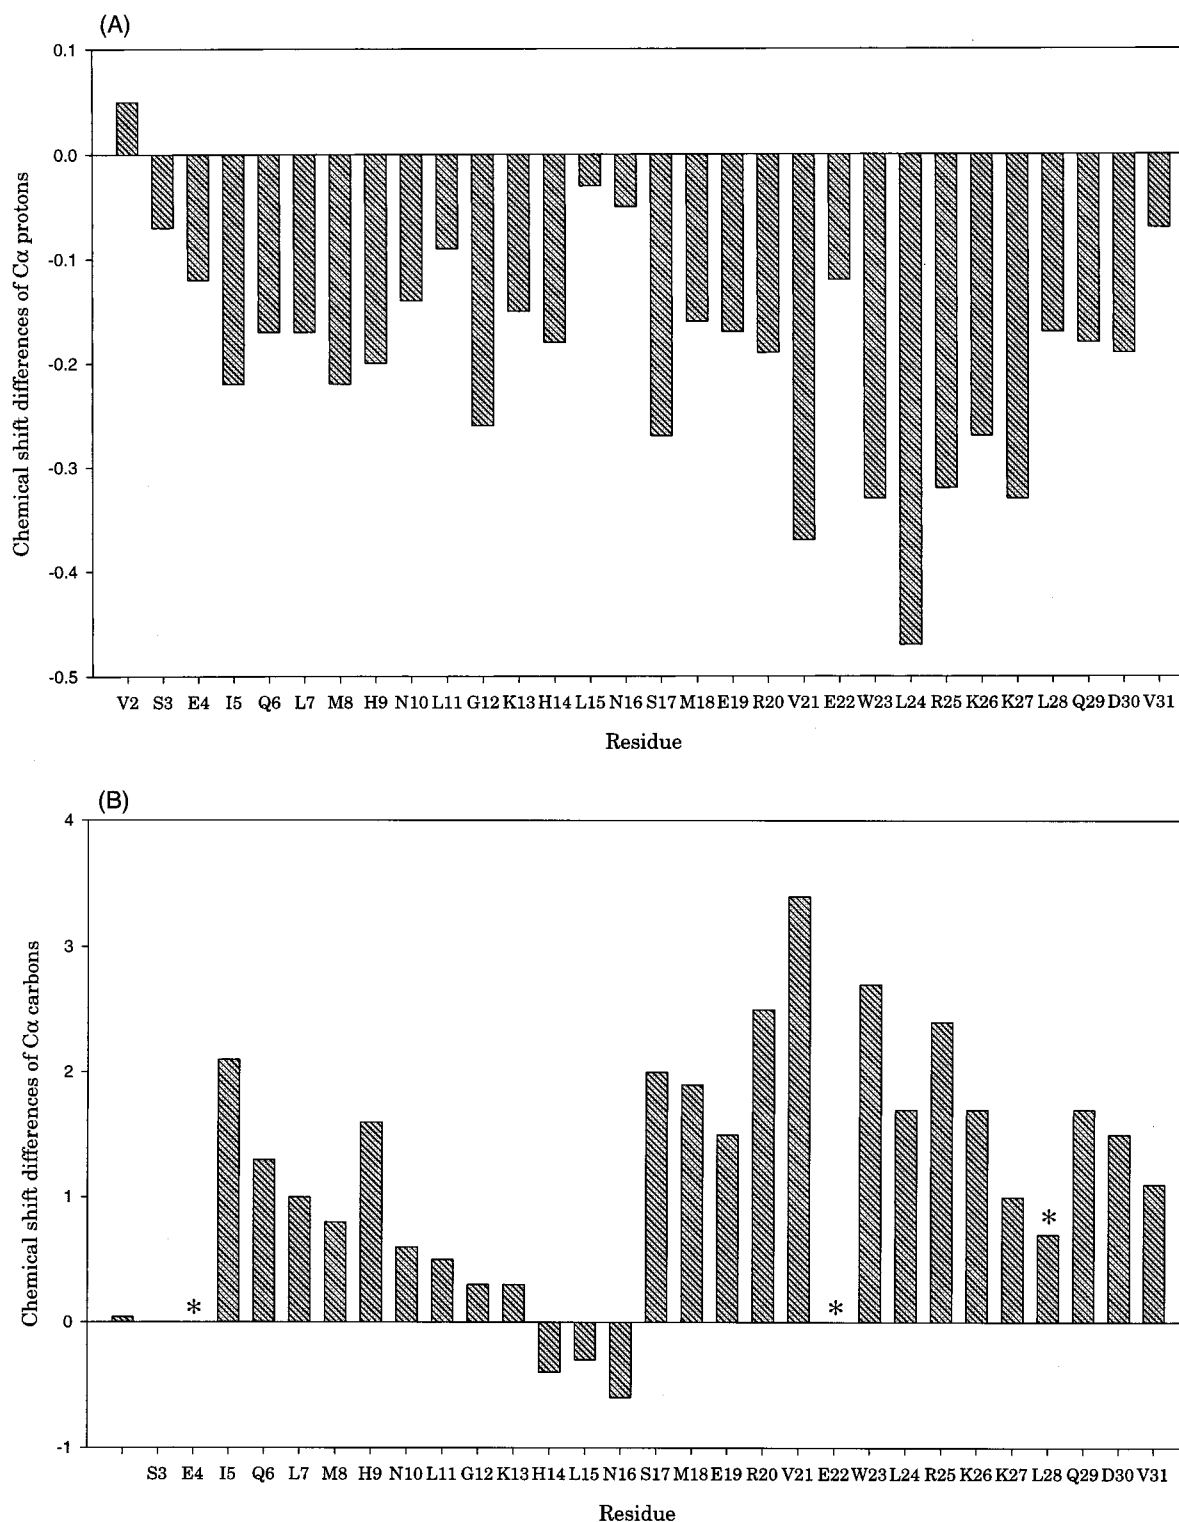 (A)
Chemical shift differences of Cα protons
0.1
0.0
-0.1
-0.2
-0.3
-0.4
-0.5
V2 S3 E4 I5 Q6 L7 M8 H9 N10 L11 G12 K13 H14 L15 N16 S17 M18 E19 R20 V21 E22 W23 L24 R25 K26 K27 L28 Q29 D30 V31
Residue
(B)
Chemical shift differences of Cα carbons
4
3
2
1
0
-1
*
*
*
S3 E4 I5 Q6 L7 M8 H9 N10 L11 G12 K13 H14 L15 N16 S17 M18 E19 R20 V21 E22 W23 L24 R25 K26 K27 L28 Q29 D30 V31
Residue